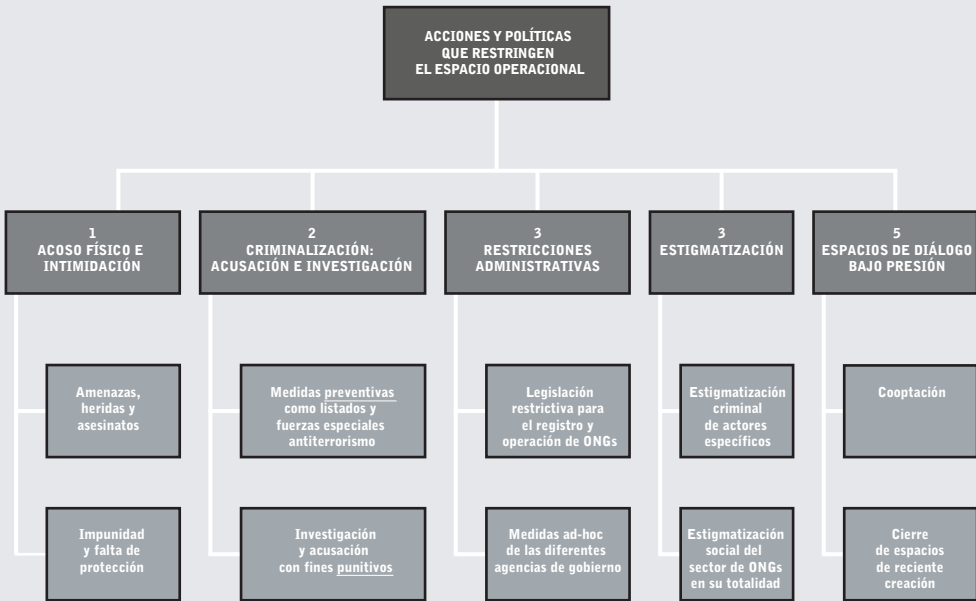 ACCIONES Y POLÍTICAS
QUE RESTRINGEN
EL ESPACIO OPERACIONAL
1
ACOSO FÍSICO E
INTIMIDACIÓN
2
CRIMINALIZACIÓN:
ACUSACIÓN E INVESTIGACIÓN
3
RESTRICCIONES
ADMINISTRATIVAS
3
ESTIGMATIZACIÓN
5
ESPACIOS DE DIÁLOGO
BAJO PRESIÓN
Amenazas,
heridas y
asesinatos
Medidas preventivas
como listados y
fuerzas especiales
antiterrorismo
Legislación
restrictiva para
el registro y
operación de ONGs
Estigmatización
criminal
de actores
específicos
Cooptación
Impunidad
y falta de
protección
Investigación
y acusación
con fines punitivos
Medidas ad-hoc
de las diferentes
agencias de gobierno
Estigmatización
social del
sector de ONGs
en su totalidad
Cierre
de espacios
de reciente
creación